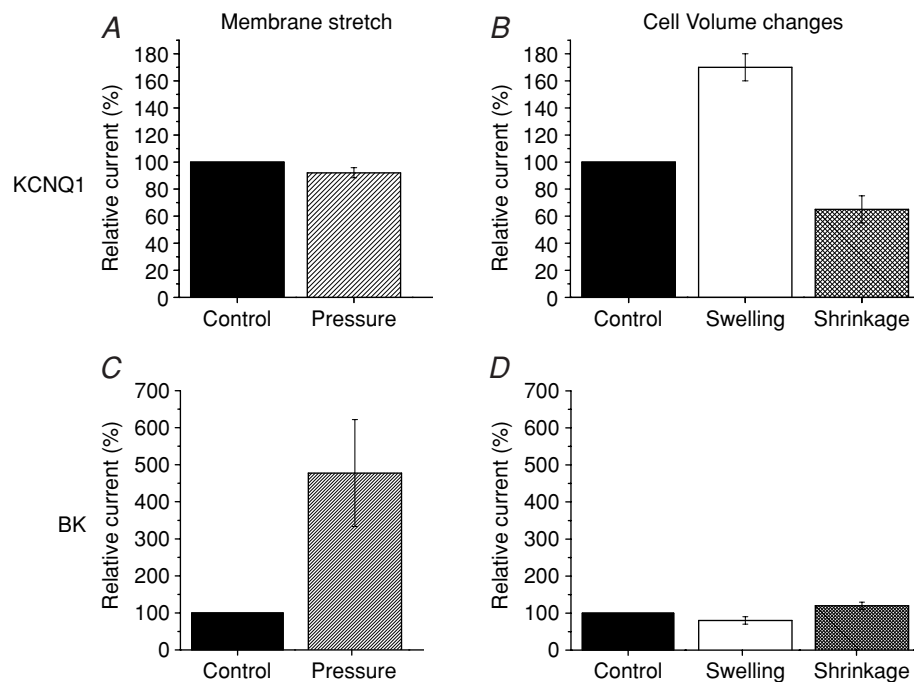 A Membrane stretch
B Cell Volume changes
KCNQ1
Relative current (%)
180
160
140
120
100
80
60
40
20
0
Control Pressure
Relative current (%)
180
160
140
120
100
80
60
40
20
0
Control Swelling Shrinkage
C
D
BK
Relative current (%)
700
600
500
400
300
200
100
0
Control Pressure
Relative current (%)
700
600
500
400
300
200
100
0
Control Swelling Shrinkage